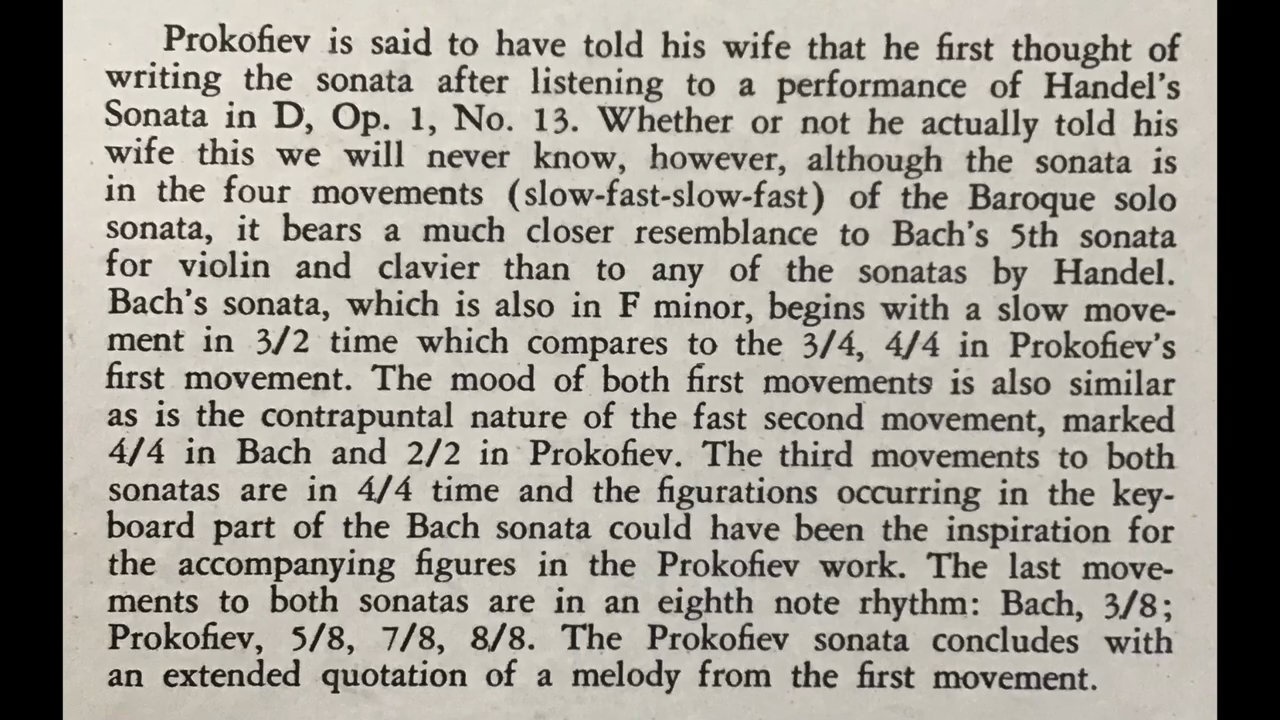 Prokofiev is said to have told his wife that he first thought of
writing the sonata after listening to a performance of Handel's
Sonata in D, Op. 1, No. 13. Whether or not he actually told his
wife this we will never know, however, although the sonata is
in the four movements (slow-fast-slow-fast) of the Baroque solo
sonata, it bears a much closer resemblance to Bach's 5th sonata
for violin and clavier than to any of the sonatas by Handel.
Bach's sonata, which is also in F minor, begins with a slow move-
ment in 3/2 time which compares to the 3/4, 4/4 in Prokofiev's
first movement. The mood of both first movements is also similar
as is the contrapuntal nature of the fast second movement, marked
4/4 in Bach and 2/2 in Prokofiev. The third movements to both
sonatas are in 4/4 time and the figurations occurring in the key-
board part of the Bach sonata could have been the inspiration for
the accompanying figures in the Prokofiev work. The last move-
ments to both sonatas are in an eighth note rhythm: Bach, 3/8;
Prokofiev, 5/8, 7/8, 8/8. The Prokofiev sonata concludes with
an extended quotation of a melody from the first movement.